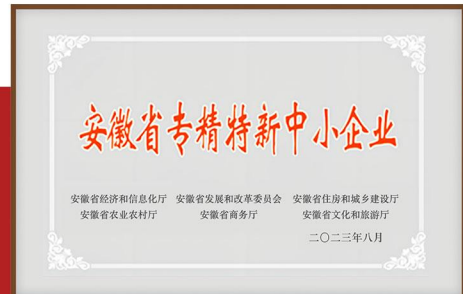 安徽省专精特新中小企业
安徽省经济和信息化厅 安徽省发展和改革委员会 安徽省住房和城乡建设厅
安徽省农业农村厅 安徽省商务厅 安徽省文化和旅游厅
二〇二三年八月